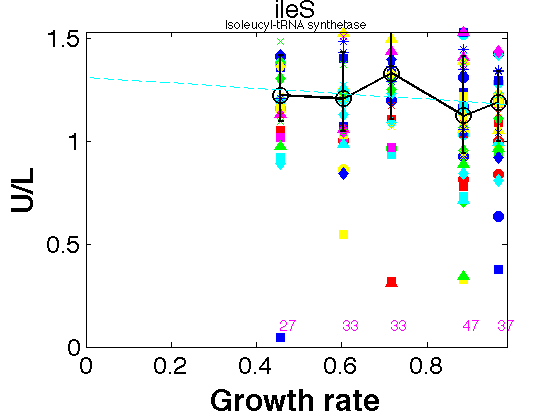 ileS
Isoleucyl-tRNA synthetase
1.5
1
0.5
0
U/L
27 33 33 47 37
0 0.2 0.4 0.6 0.8
Growth rate